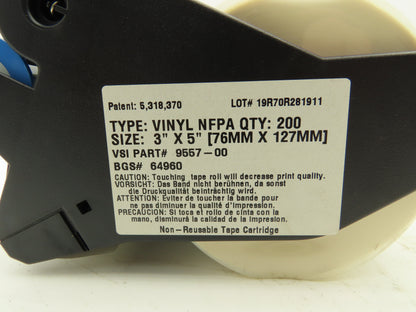 Patent: 5,318,370 LOT# 19R70R281911
TYPE: VINYL NFPA QTY: 200
SIZE: 3" X 5" [76MM X 127MM]
VSI PART# 9557-00
BGS# 64960
CAUTION: Touching tape roll will decrease print quality.
VORSICHT: Das Band nicht berühnen, da sonst
die Druckqualität beinträchtigt wird.
ATTENTION: Eviter de toucher la bande pour
ne pas diminuer la qualité d'impression.
PRECAUCION: Si toca el rollo de cinta con la
mano, disminurá la calidad de la impresion.
Non-Reusable Tape Cartridge